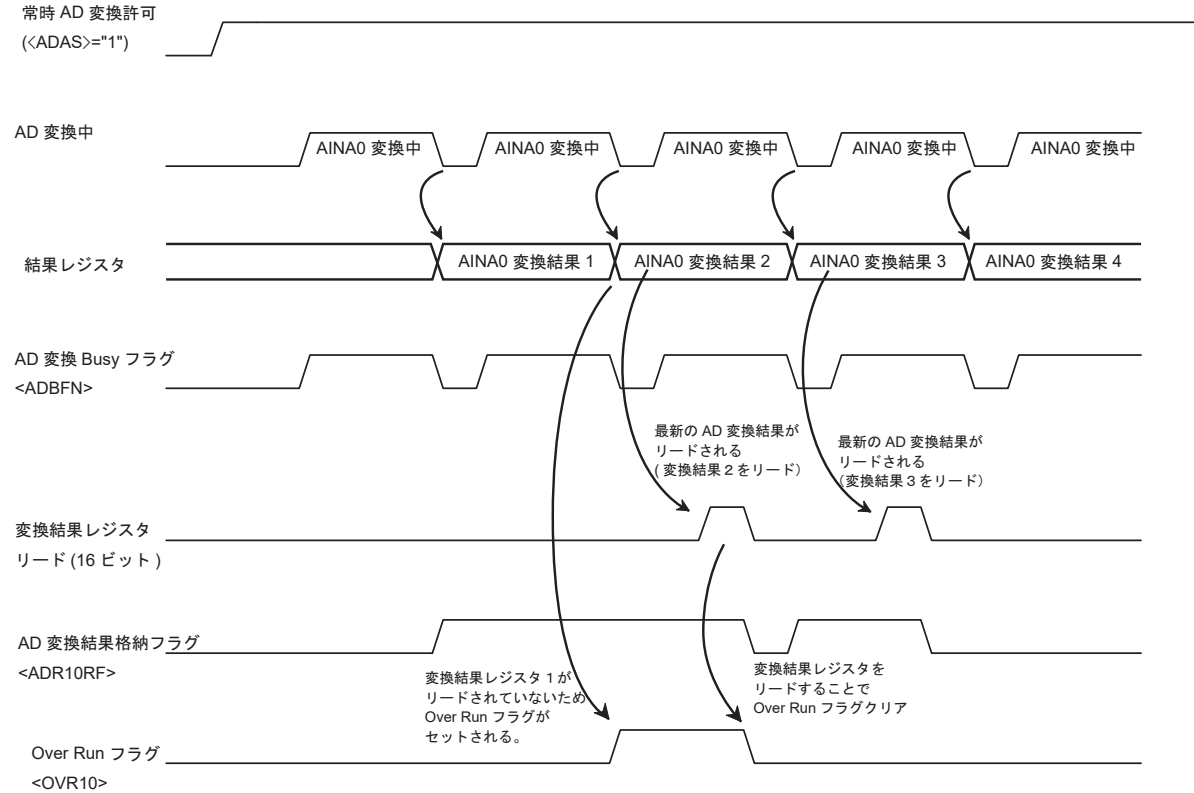 常時 AD 変換許可
(<ADAS>="1")
AD 変換中
AINA0 変換中
AINA0 変換中
AINA0 変換中
AINA0 変換中
AINA0 変換中
結果レジスタ
AINA0 変換結果 1
AINA0 変換結果 2
AINA0 変換結果 3
AINA0 変換結果 4
AD 変換 Busy フラグ
<ADBFN>
最新の AD 変換結果が
リードされる
( 変換結果 2 をリード）
最新の AD 変換結果が
リードされる
（変換結果 3 をリード）
変換結果レジスタ
リード (16 ビット )
AD 変換結果格納フラグ
<ADR10RF>
変換結果レジスタ 1 が
リードされていないため
Over Run フラグが
セットされる。
変換結果レジスタを
リードすることで
Over Run フラグクリア
Over Run フラグ
<OVR10>